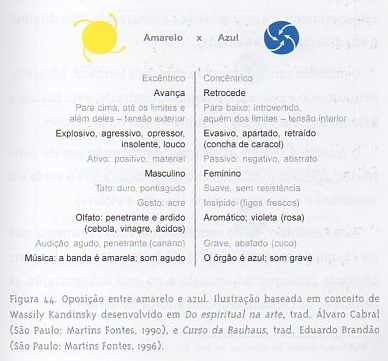 Amarelo x Azul
Excêntrico Concêntrico
Avança Retrocede
Para cima, até os limites e Para baixo: introvertido,
além deles – tensão exterior aquém dos limites – tensão interior
Explosivo, agressivo, opressor, Evasivo, apartado, retraído
insolente, louco (concha de caracol)
Ativo: positivo, material Passivo: negativo, abstrato
Masculino Feminino
Tato: duro, pontiagudo Suave, sem resistência
Gosto: acre Insípido (figos frescos)
Olfato: penetrante e ardido Aromático; violeta (rosa)
(cebola, vinagre, ácidos)
Audição: agudo, penetrante (canário) Grave, abafado (cuco)
Música: a banda é amarela; som agudo O órgão é azul; som grave
Figura 44. Oposição entre amarelo e azul. Ilustração baseada em conceito de
Wassily Kandinsky desenvolvido em Do espiritual na arte, trad. Álvaro Cabral
(São Paulo: Martins Fontes, 1990), e Curso da Bauhaus, trad. Eduardo Brandão
(São Paulo: Martins Fontes, 1996).